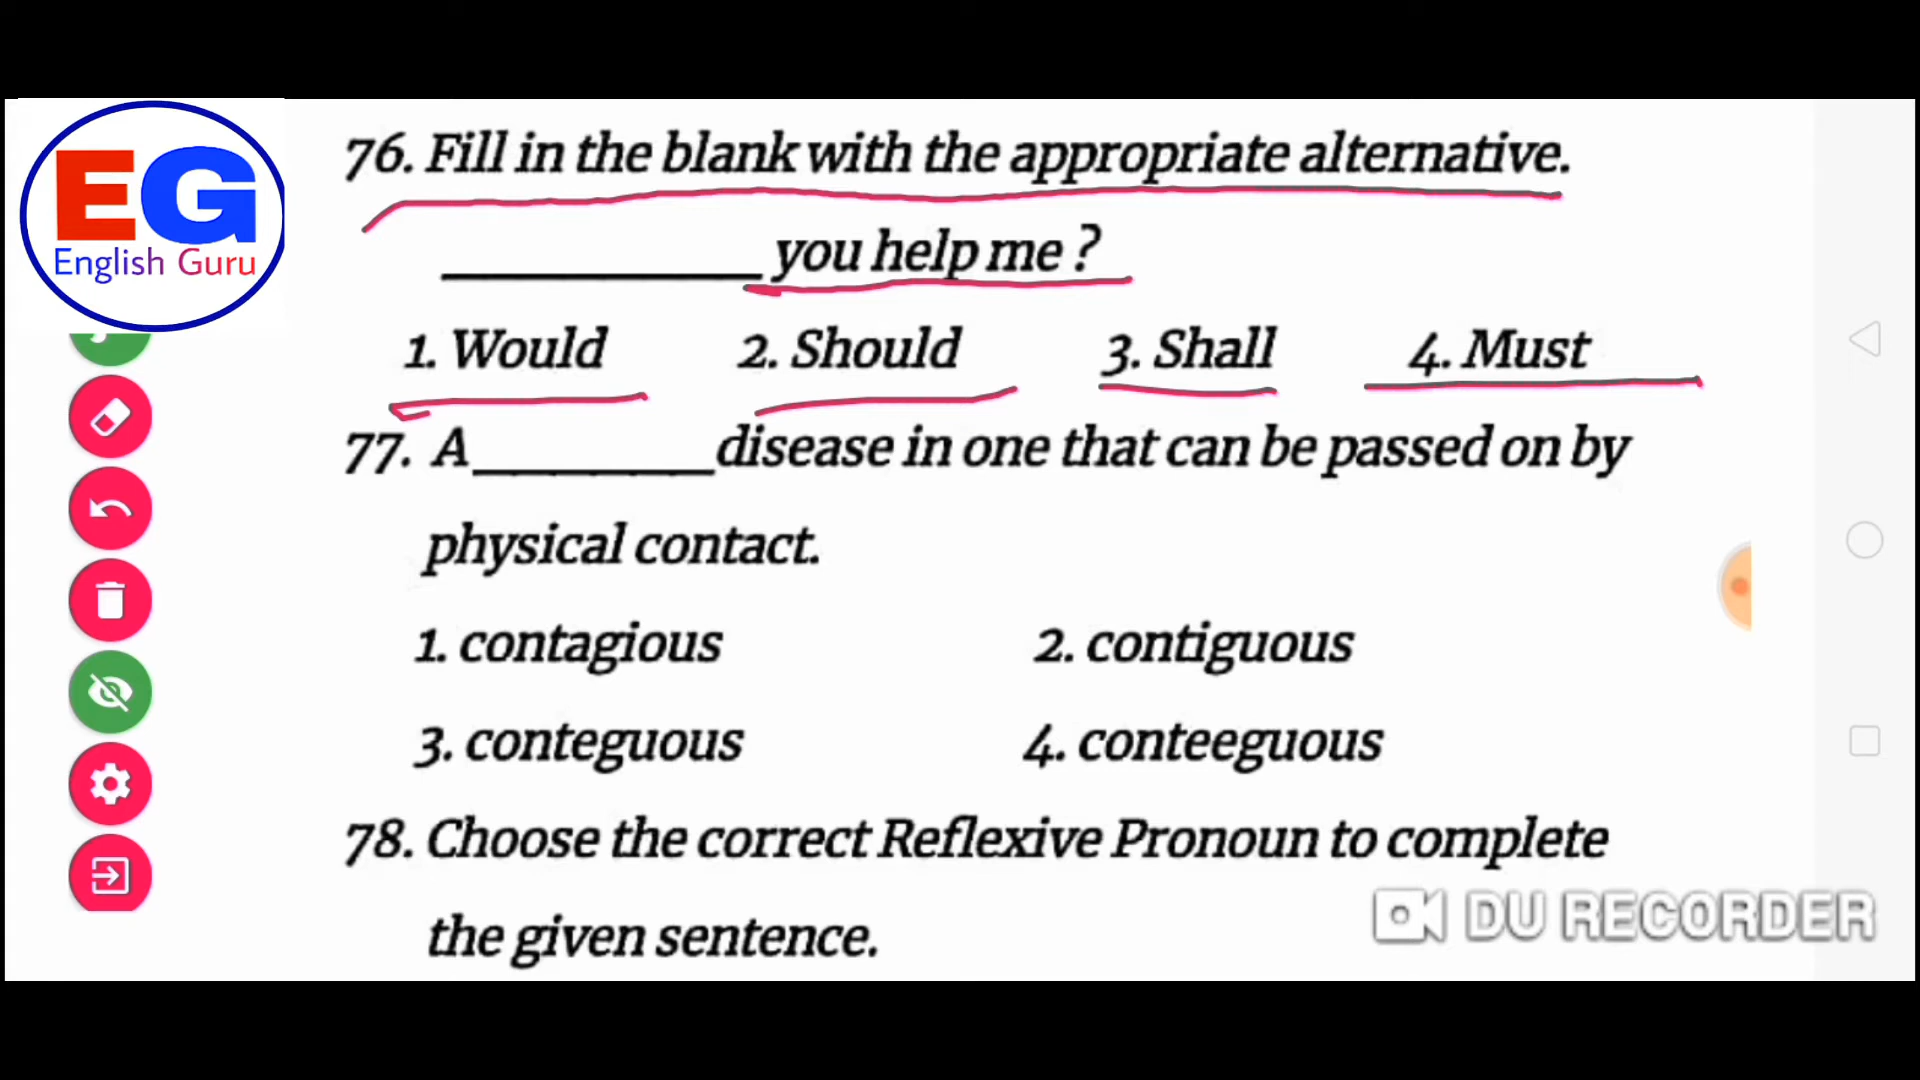 EG
English Guru
76. Fill in the blank with the appropriate alternative.
____________ you help me ?
1. Would 2. Should 3. Shall 4. Must
77. A_________disease in one that can be passed on by
physical contact.
1. contagious 2. contiguous
3. conteguous 4. conteeguous
78. Choose the correct Reflexive Pronoun to complete
the given sentence.
DU RECORDER